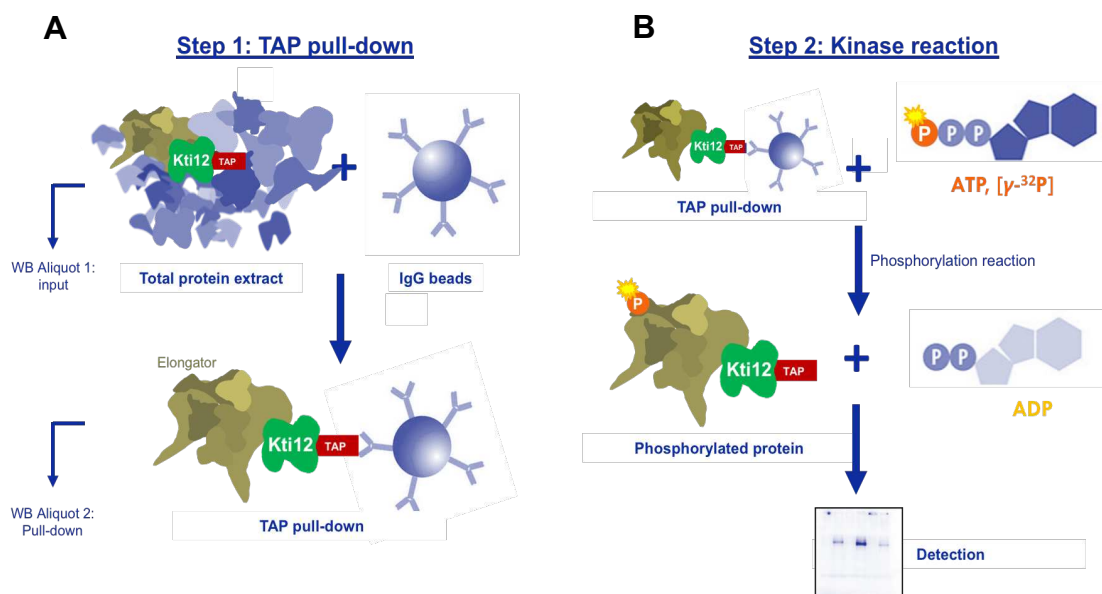 A
Step 1: TAP pull-down
Kti12
TAP
WB Aliquot 1:
input
Total protein extract
IgG beads
Elongator
Kti12
TAP
WB Aliquot 2:
Pull-down
TAP pull-down
B
Step 2: Kinase reaction
Kti12
TAP
P P P
ATP, [γ-³²P]
TAP pull-down
Phosphorylation reaction
P
Kti12
TAP
P P
ADP
Phosphorylated protein
Detection